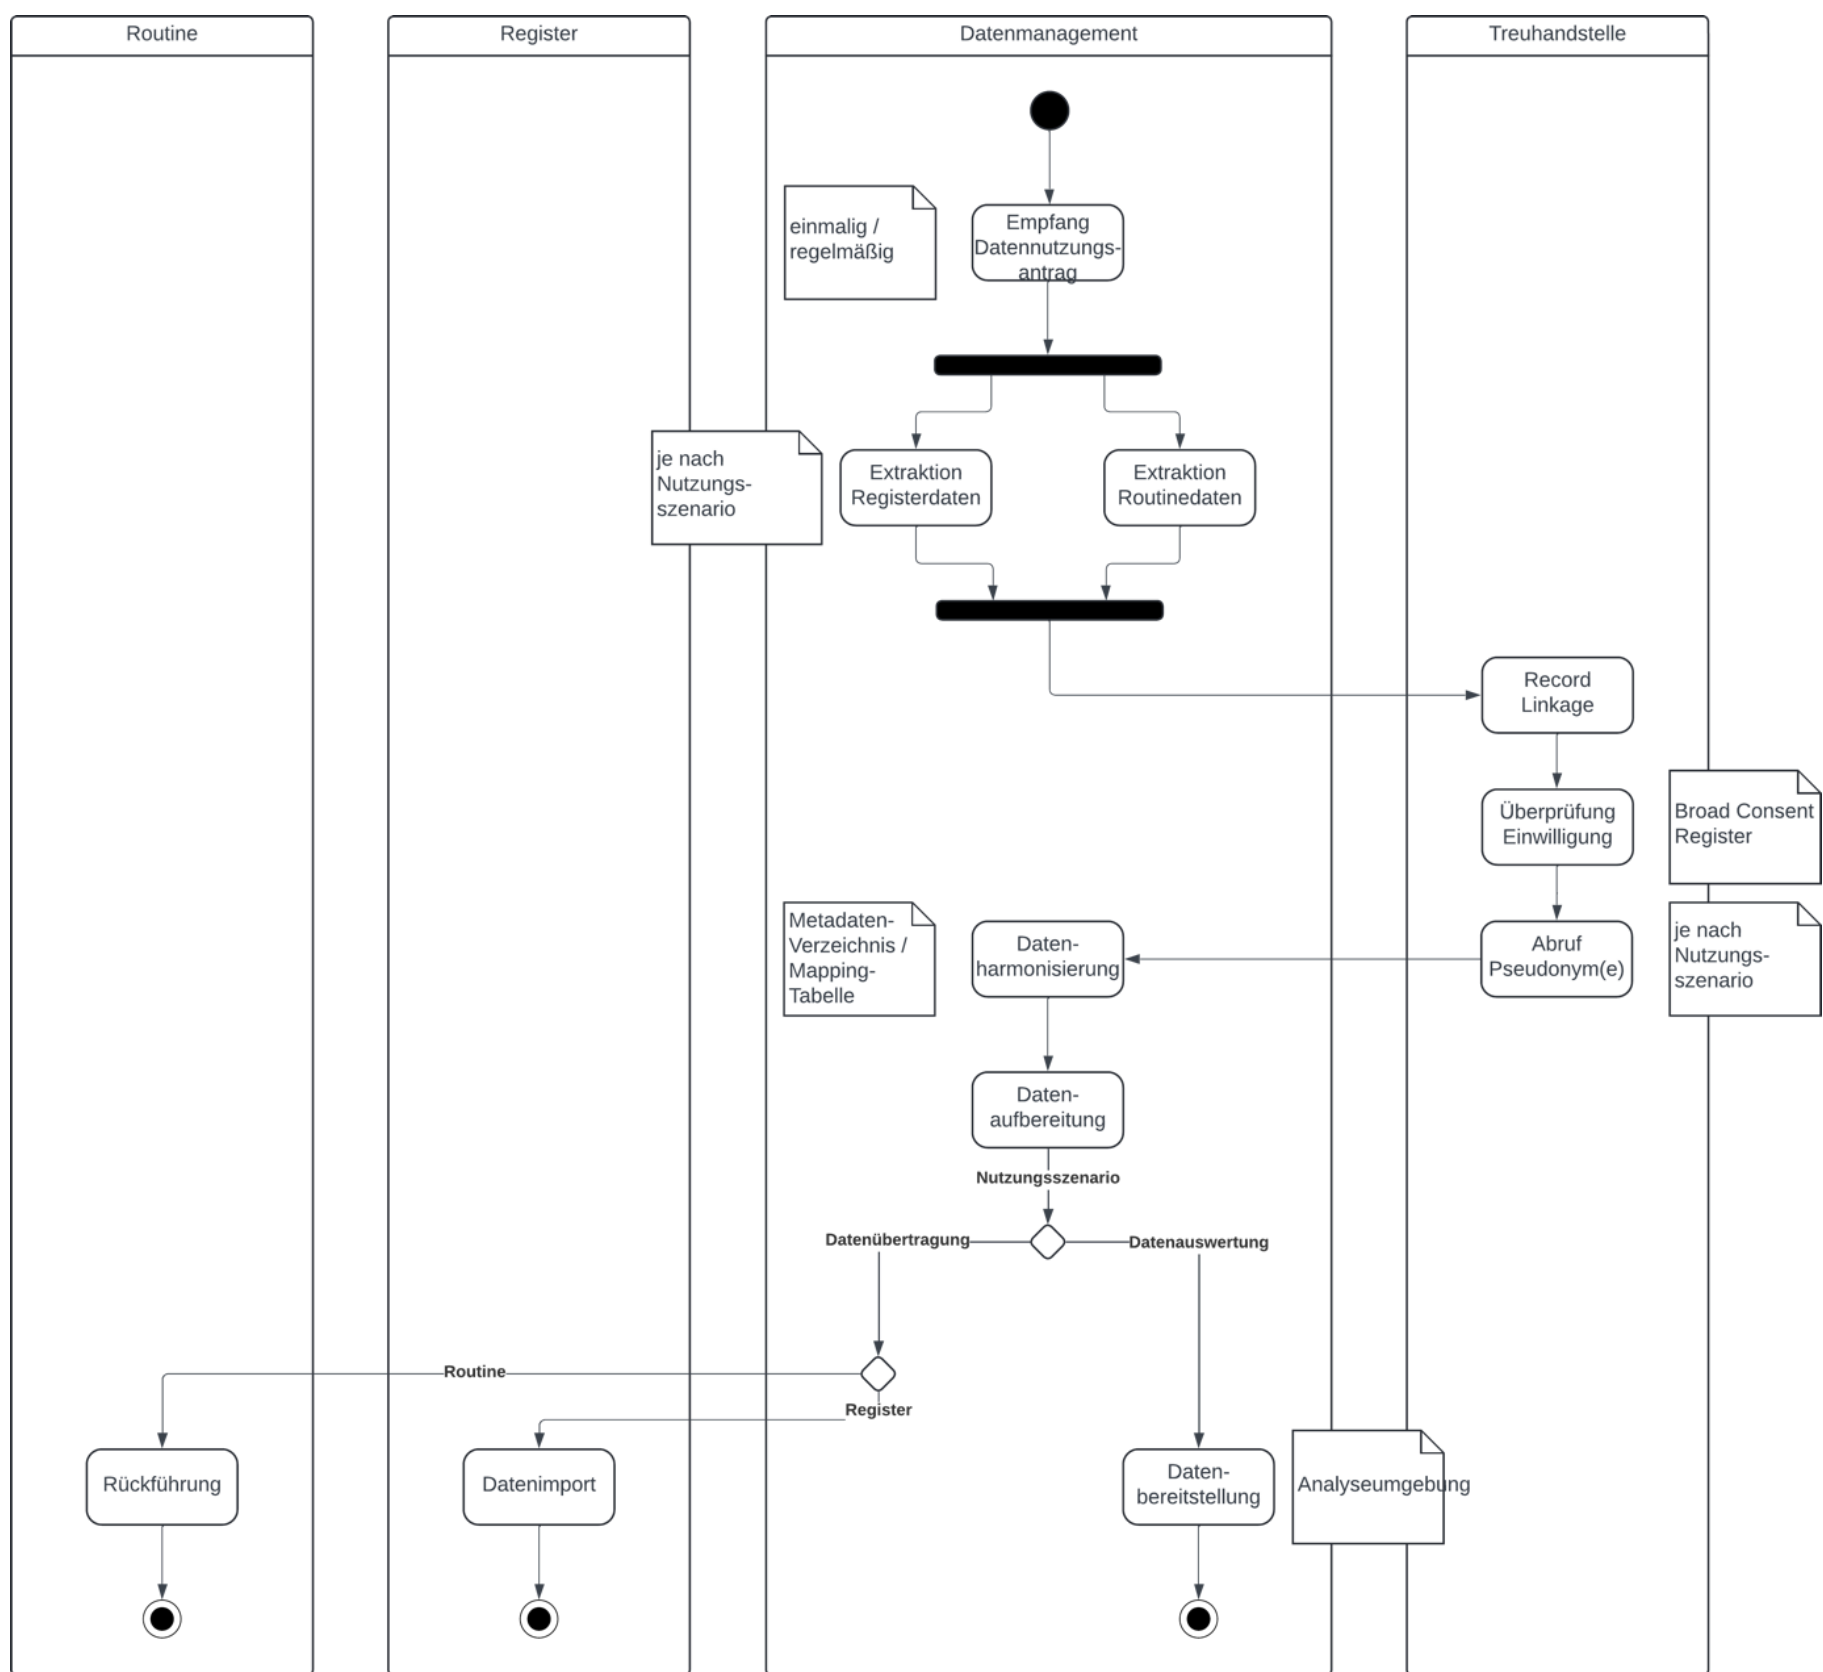 Routine
Register
Datenmanagement
Treuhandstelle
einmalig /
regelmäßig
Empfang
Datennutzungs-
antrag
je nach
Nutzungs-
szenario
Extraktion
Registerdaten
Extraktion
Routinedaten
Record
Linkage
Überprüfung
Einwilligung
Broad Consent
Register
Metadaten-
Verzeichnis /
Mapping-
Tabelle
Daten-
harmonisierung
Abruf
Pseudonym(e)
je nach
Nutzungs-
szenario
Daten-
aufbereitung
Nutzungsszenario
Datenübertragung
Datenauswertung
Routine
Register
Rückführung
Datenimport
Daten-
bereitstellung
Analyseumgebung